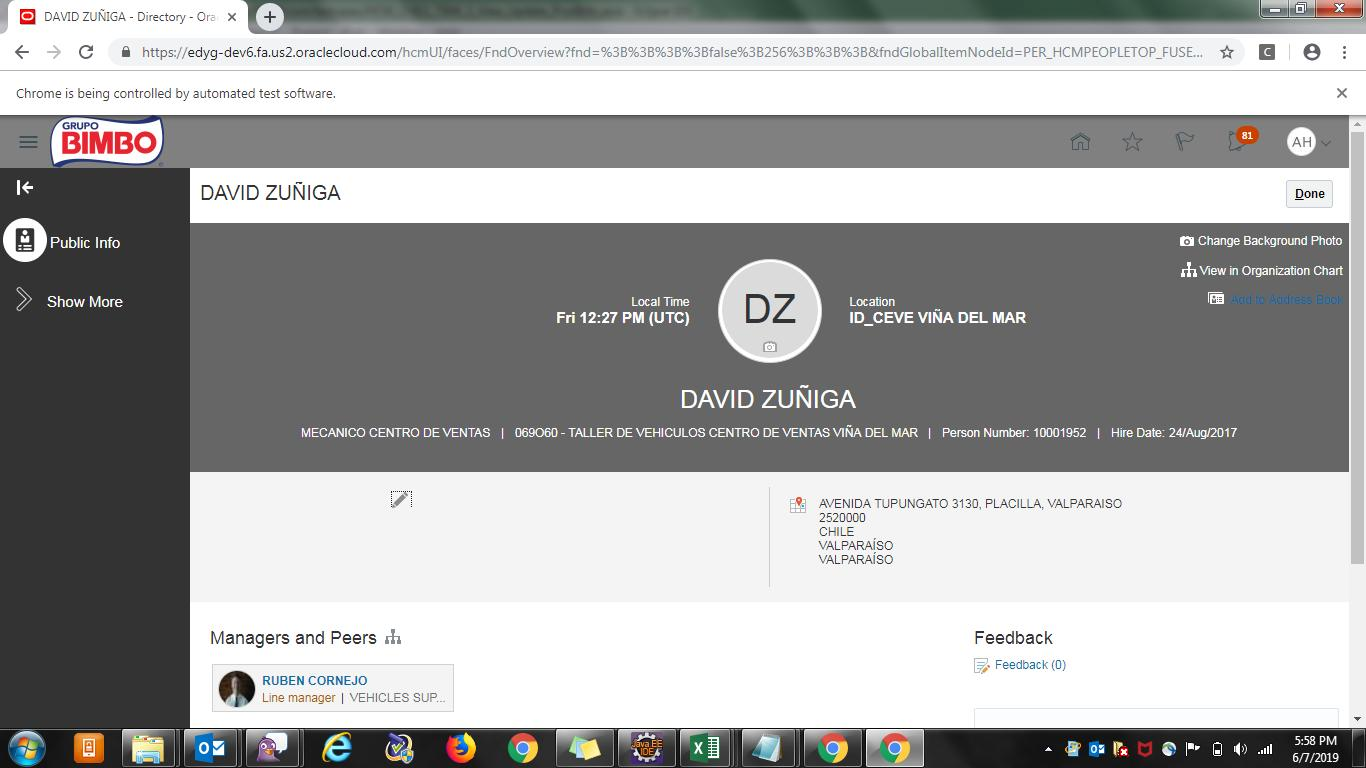 DAVID ZUÑIGA - Directory - Ora
https://edyg-dev6.fa.us2.oraclecloud.com/hcmUI/faces/FndOverview?fnd=%3B%3B%3B%3Bfalse%3B256%3B%3B%3B&fndGlobalItemNodeId=PER_HCMPEOPLETOP_FUSE...
C
Chrome is being controlled by automated test software.
GRUPO
BIMBO
81
AH
DAVID ZUÑIGA
Done
Public Info
Show More
Change Background Photo
View in Organization Chart
Add to Address Book
Local Time
Fri 12:27 PM (UTC)
DZ
Location
ID_CEVE VIÑA DEL MAR
DAVID ZUÑIGA
MECANICO CENTRO DE VENTAS | 069O60 - TALLER DE VEHICULOS CENTRO DE VENTAS VIÑA DEL MAR | Person Number: 10001952 | Hire Date: 24/Aug/2017
AVENIDA TUPUNGATO 3130, PLACILLA, VALPARAISO
2520000
CHILE
VALPARAÍSO
VALPARAÍSO
Managers and Peers
RUBEN CORNEJO
Line manager | VEHICLES SUP...
Feedback
Feedback (0)
Java EE
IDE
5:58 PM
6/7/2019